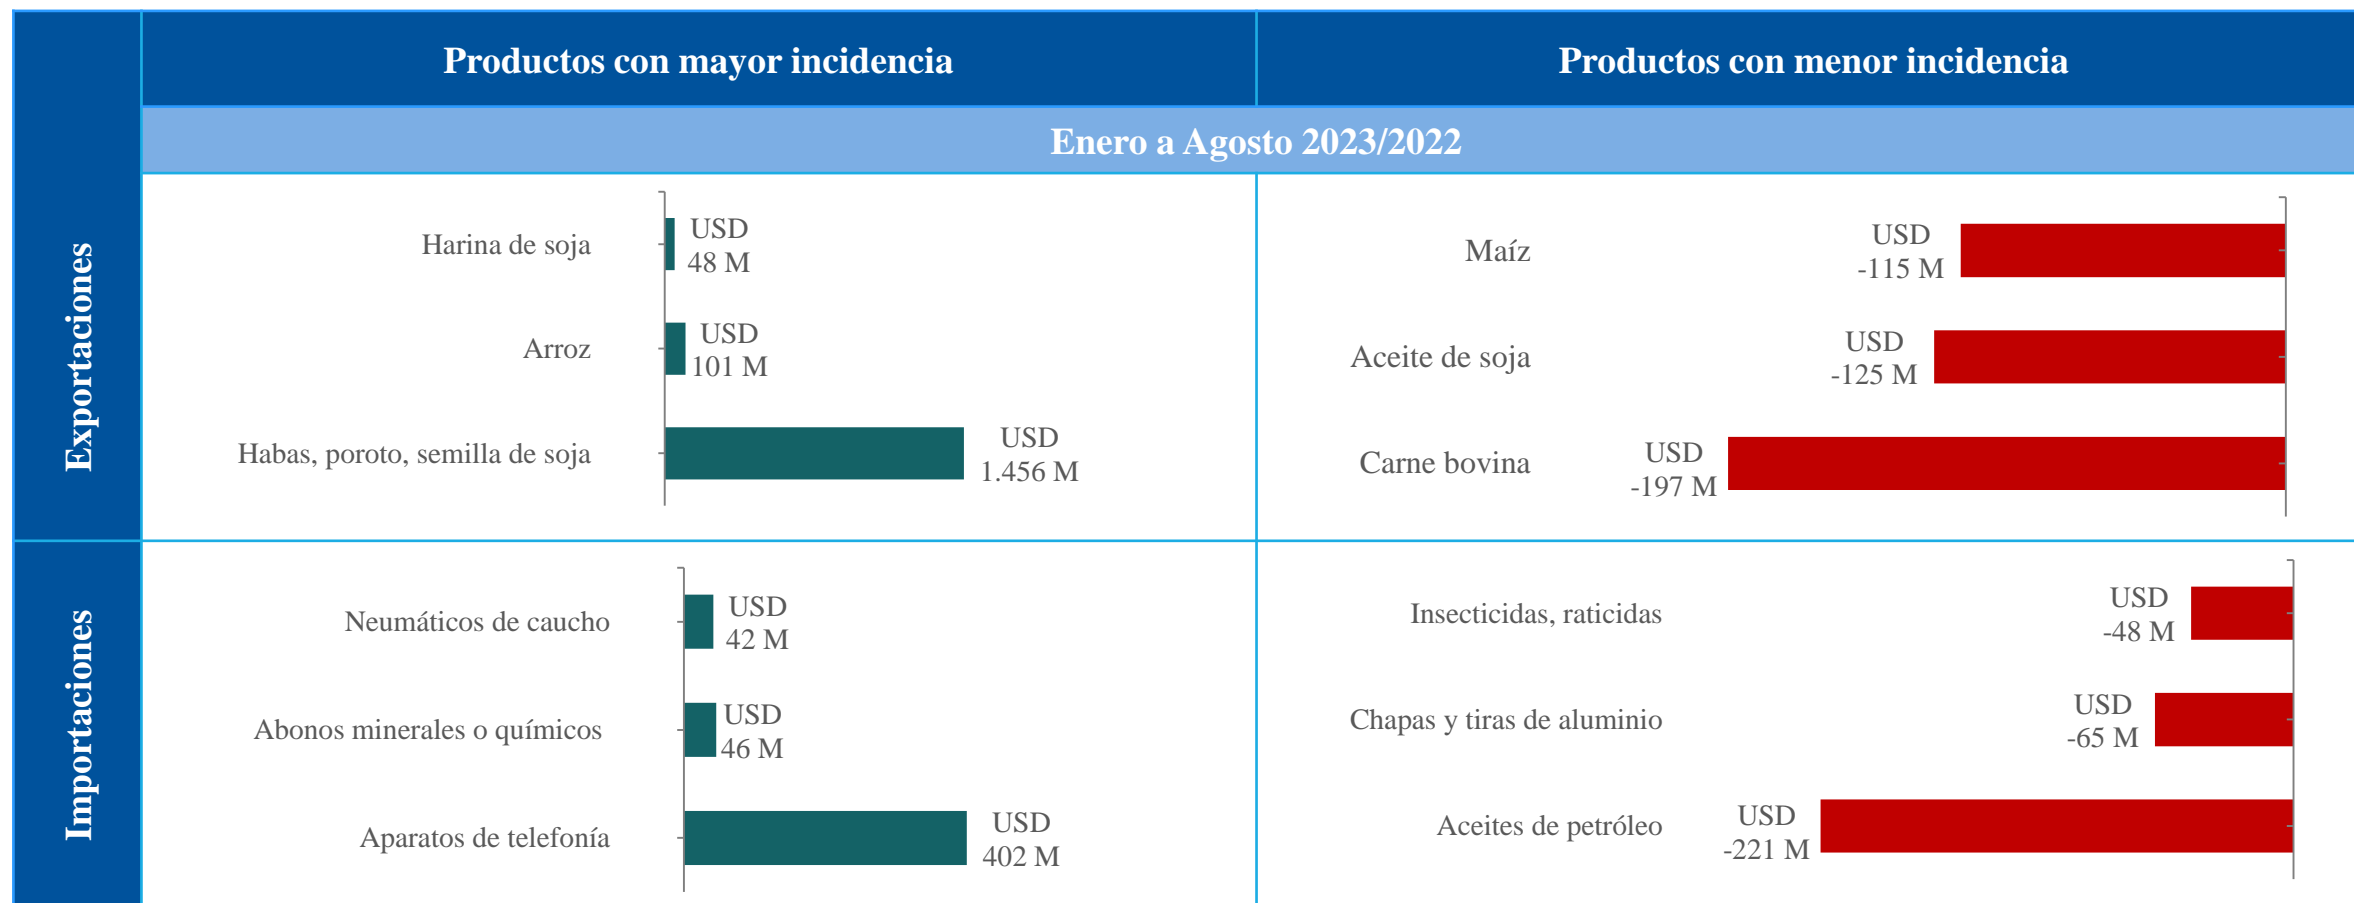 Productos con mayor incidencia
Productos con menor incidencia
Enero a Agosto 2023/2022
Exportaciones
Harina de soja
USD
48 M
Arroz
USD
101 M
Habas, poroto, semilla de soja
USD
1.456 M
Maíz
USD
-115 M
Aceite de soja
USD
-125 M
Carne bovina
USD
-197 M
Importaciones
Neumáticos de caucho
USD
42 M
Abonos minerales o químicos
USD
46 M
Aparatos de telefonía
USD
402 M
Insecticidas, raticidas
USD
-48 M
Chapas y tiras de aluminio
USD
-65 M
Aceites de petróleo
USD
-221 M